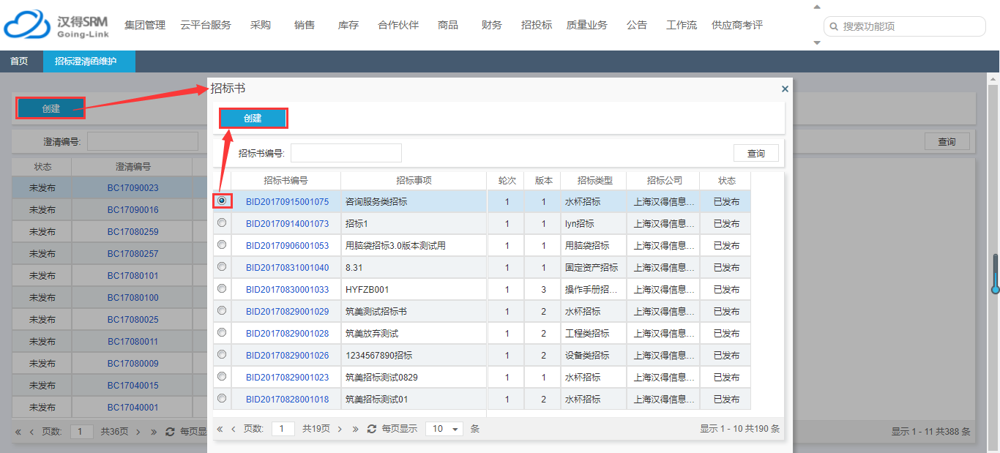 汉得SRM
Going-Link
集团管理 云平台服务 采购 销售 库存 合作伙伴 商品 财务 招投标 质量业务 公告 工作流 供应商考评
搜索功能项
首页 招标澄清函维护
创建
澄清编号:
查询
状态 澄清编号
未发布 BC17090023
未发布 BC17090016
未发布 BC17080259
未发布 BC17080257
未发布 BC17080101
未发布 BC17080100
未发布 BC17080025
未发布 BC17080011
未发布 BC17080009
未发布 BC17040015
未发布 BC17040001
« ‹ 页数: 1 共36页 › » 每页显
显示 1 - 11 共388 条
招标书 ×
创建
招标书编号: 查询
招标书编号 招标事项 轮次 版本 招标类型 招标公司 状态
BID20170915001075 咨询服务类招标 1 1 水杯招标 上海汉得信息... 已发布
BID20170914001073 招标1 1 1 lyn招标 上海汉得信息... 已发布
BID20170906001053 用脑袋招标3.0版本测试用 1 1 用脑袋招标 上海汉得信息... 已发布
BID20170831001040 8.31 1 1 固定资产招标 上海汉得信息... 已发布
BID20170830001033 HYFZB001 1 3 操作手册招... 上海汉得信息... 已发布
BID20170829001029 筑美测试招标书 1 2 水杯招标 上海汉得信息... 已发布
BID20170829001028 筑美放弃测试 1 2 工程类招标 上海汉得信息... 已发布
BID20170829001026 1234567890招标 1 2 设备类招标 上海汉得信息... 已发布
BID20170829001023 筑美招标测试0829 1 1 水杯招标 上海汉得信息... 已发布
BID20170828001018 筑美招标测试01 1 2 水杯招标 上海汉得信息... 已发布
« ‹ 页数: 1 共19页 › » 每页显示 10 条 显示 1 - 10 共190 条